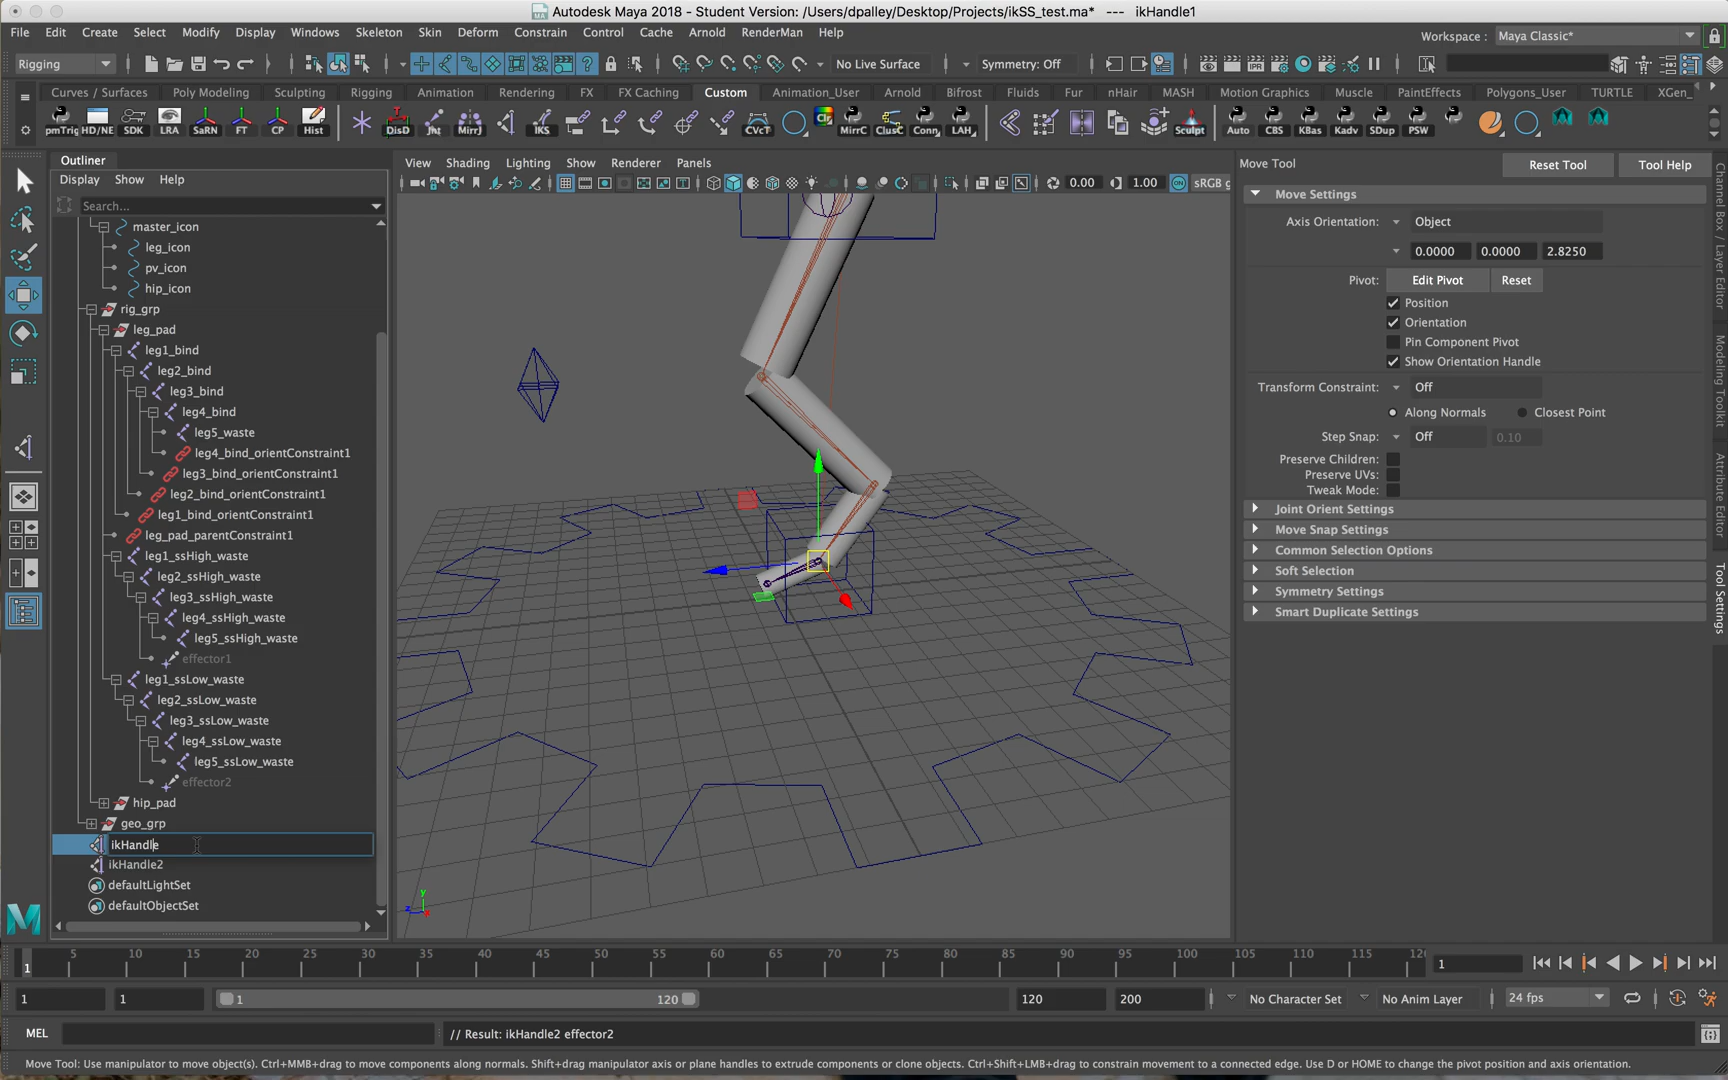 Autodesk Maya 2018 - Student Version: /Users/dpalley/Desktop/Projects/ikSS_test.ma* --- ikHandle1
File Edit Create Select Modify Display Windows Skeleton Skin Deform Constrain Control Cache Arnold RenderMan Help
Workspace : Maya Classic*
Rigging No Live Surface Symmetry: Off
Curves / Surfaces Poly Modeling Sculpting Rigging Animation Rendering FX FX Caching Custom Animation_User Arnold Bifrost Fluids Fur nHair MASH Motion Graphics Muscle PaintEffects Polygons_User TURTLE XGen_
pmTrig HD/NE SDK LRA SaRN FT CP Hist DisD Jnt MirrJ IKS CVcT MirrC ClusC Conn_ LAH_ Sculpt Auto CBS KBas Kadv SDup PSW
Outliner
Display Show Help
Search...
master_icon
leg_icon
pv_icon
hip_icon
rig_grp
leg_pad
leg1_bind
leg2_bind
leg3_bind
leg4_bind
leg5_waste
leg4_bind_orientConstraint1
leg3_bind_orientConstraint1
leg2_bind_orientConstraint1
leg1_bind_orientConstraint1
leg_pad_parentConstraint1
leg1_ssHigh_waste
leg2_ssHigh_waste
leg3_ssHigh_waste
leg4_ssHigh_waste
leg5_ssHigh_waste
effector1
leg1_ssLow_waste
leg2_ssLow_waste
leg3_ssLow_waste
leg4_ssLow_waste
leg5_ssLow_waste
effector2
hip_pad
geo_grp
ikHandle
ikHandle2
defaultLightSet
defaultObjectSet
View Shading Lighting Show Renderer Panels
0.00 1.00 ON sRGB g
y
z
x
Move Tool Reset Tool Tool Help
Move Settings
Axis Orientation: Object
0.0000 0.0000 2.8250
Pivot: Edit Pivot Reset
Position
Orientation
Pin Component Pivot
Show Orientation Handle
Transform Constraint: Off
Along Normals Closest Point
Step Snap: Off 0.10
Preserve Children:
Preserve UVs:
Tweak Mode:
Joint Orient Settings
Move Snap Settings
Common Selection Options
Soft Selection
Symmetry Settings
Smart Duplicate Settings
Channel Box / Layer Editor
Modeling Toolkit
Attribute Editor
Tool Settings
1 5 10 15 20 25 30 35 40 45 50 55 60 65 70 75 80 85 90 95 100 105 110 115 12 1
1 1 1 120 120 200 No Character Set No Anim Layer 24 fps
MEL // Result: ikHandle2 effector2
Move Tool: Use manipulator to move object(s). Ctrl+MMB+drag to move components along normals. Shift+drag manipulator axis or plane handles to extrude components or clone objects. Ctrl+Shift+LMB+drag to constrain movement to a connected edge. Use D or HOME to change the pivot position and axis orientation.